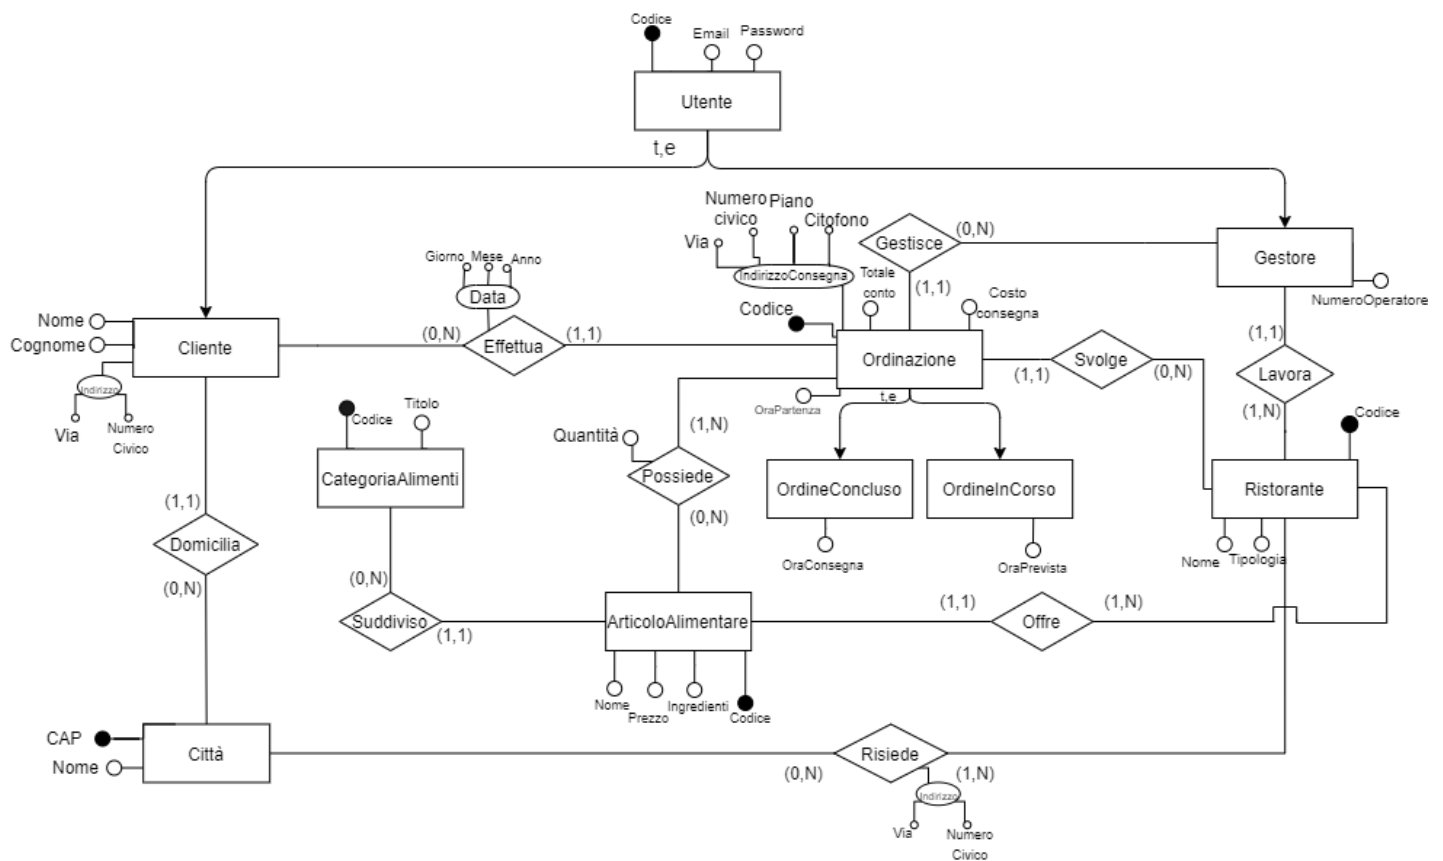 Codice
Email
Password
Utente
t,e
Numero
civico
Piano
Citofono
Via
IndirizzoConsegna
Gestisce
(0,N)
(1,1)
Gestore
NumeroOperatore
Giorno
Mese
Anno
Data
Totale
conto
Costo
consegna
Codice
Nome
Cognome
Cliente
(0,N)
Effettua
(1,1)
Ordinazione
Svolge
(1,1)
(0,N)
(1,1)
Lavora
(1,N)
Indirizzo
Via
Numero
Civico
Titolo
Codice
OraPartenza
t,e
Codice
Quantità
(1,N)
CategoriaAlimenti
Possiede
OrdineConcluso
OrdineInCorso
Ristorante
(1,1)
(0,N)
Domicilia
OraConsegna
OraPrevista
Nome
Tipologia
(0,N)
(0,N)
Suddiviso
(1,1)
ArticoloAlimentare
(1,1)
Offre
(1,N)
Nome
Prezzo
Ingredienti
Codice
CAP
Nome
Città
(0,N)
Risiede
(1,N)
Indirizzo
Via
Numero
Civico